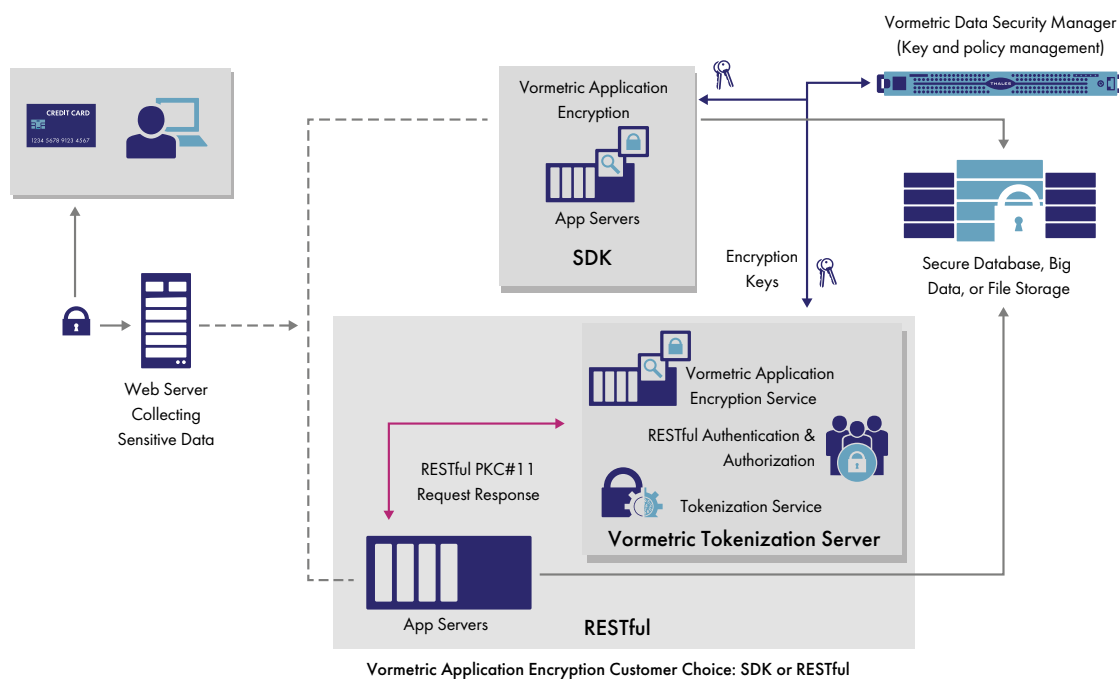 Vormetric Data Security Manager
(Key and policy management)
THALES
CREDIT CARD
1234 5678 9123 4567
Vormetric Application
Encryption
App Servers
SDK
Encryption
Keys
Secure Database, Big
Data, or File Storage
Web Server
Collecting
Sensitive Data
Vormetric Application
Encryption Service
RESTful Authentication &
Authorization
RESTful PKC#11
Request Response
Tokenization Service
Vormetric Tokenization Server
App Servers
RESTful
Vormetric Application Encryption Customer Choice: SDK or RESTful